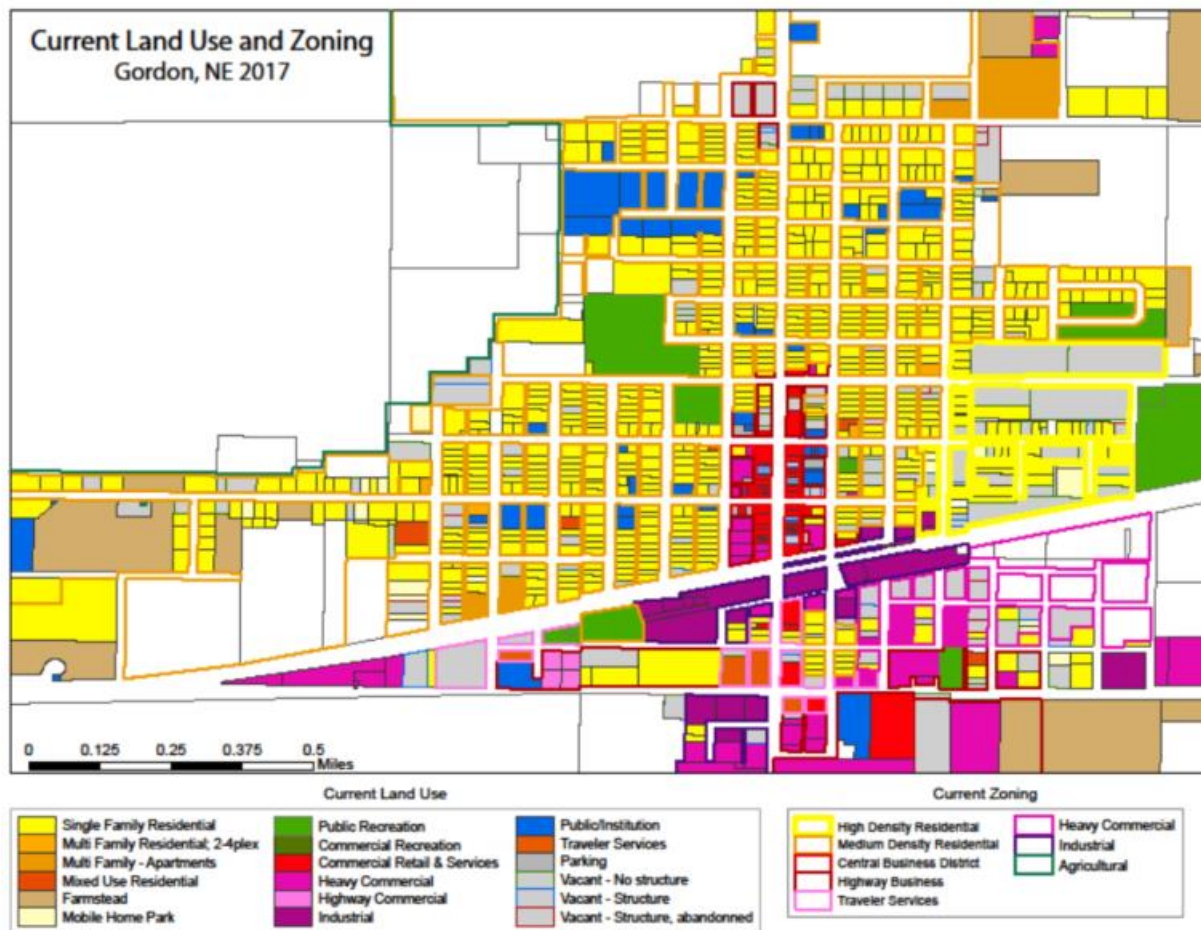 Current Land Use and Zoning
Gordon, NE 2017
0 0.125 0.25 0.375 0.5
Miles
Current Land Use
Single Family Residential
Multi Family Residential; 2-4plex
Multi Family - Apartments
Mixed Use Residential
Farmstead
Mobile Home Park
Public Recreation
Commercial Recreation
Commercial Retail & Services
Heavy Commercial
Highway Commercial
Industrial
Public/Institution
Traveler Services
Parking
Vacant - No structure
Vacant - Structure
Vacant - Structure, abandonned
Current Zoning
High Density Residential
Medium Density Residential
Central Business District
Highway Business
Traveler Services
Heavy Commercial
Industrial
Agricultural